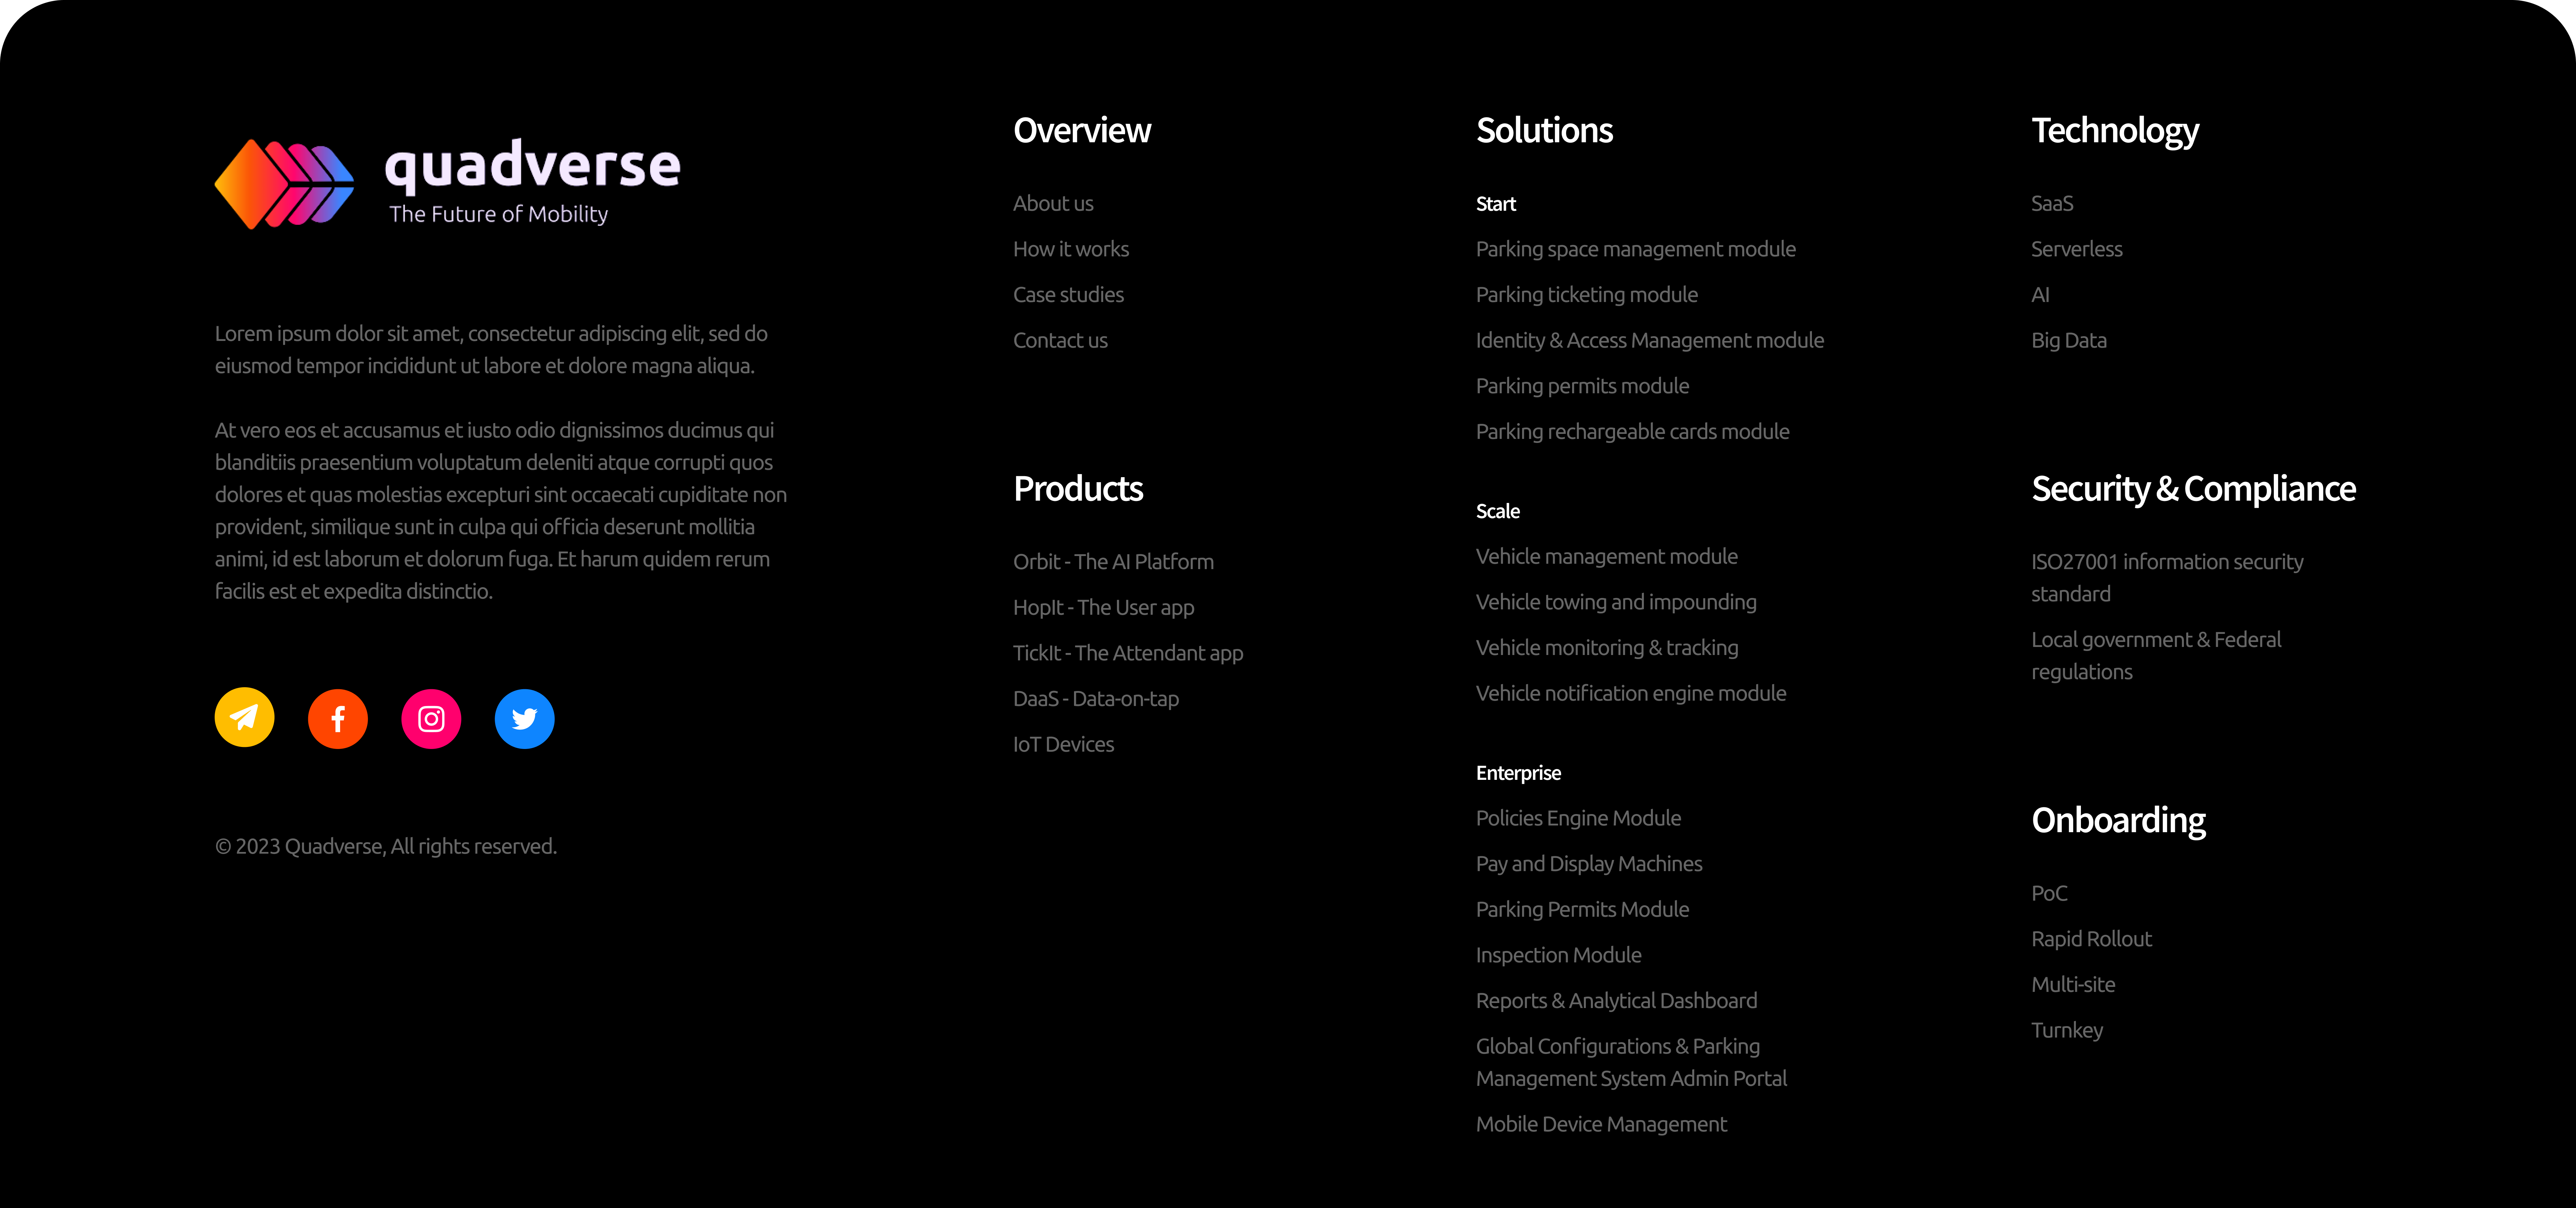 quadverse
The Future of Mobility
Lorem ipsum dolor sit amet, consectetur adipiscing elit, sed do
eiusmod tempor incididunt ut labore et dolore magna aliqua.
At vero eos et accusamus et iusto odio dignissimos ducimus qui
blanditiis praesentium voluptatum deleniti atque corrupti quos
dolores et quas molestias excepturi sint occaecati cupiditate non
provident, similique sunt in culpa qui officia deserunt mollitia
animi, id est laborum et dolorum fuga. Et harum quidem rerum
facilis est et expedita distinctio.
© 2023 Quadverse, All rights reserved.
Overview
About us
How it works
Case studies
Contact us
Products
Orbit - The AI Platform
HopIt - The User app
TickIt - The Attendant app
DaaS - Data-on-tap
IoT Devices
Solutions
Start
Parking space management module
Parking ticketing module
Identity & Access Management module
Parking permits module
Parking rechargeable cards module
Scale
Vehicle management module
Vehicle towing and impounding
Vehicle monitoring & tracking
Vehicle notification engine module
Enterprise
Policies Engine Module
Pay and Display Machines
Parking Permits Module
Inspection Module
Reports & Analytical Dashboard
Global Configurations & Parking
Management System Admin Portal
Mobile Device Management
Technology
SaaS
Serverless
AI
Big Data
Security & Compliance
ISO27001 information security
standard
Local government & Federal
regulations
Onboarding
PoC
Rapid Rollout
Multi-site
Turnkey